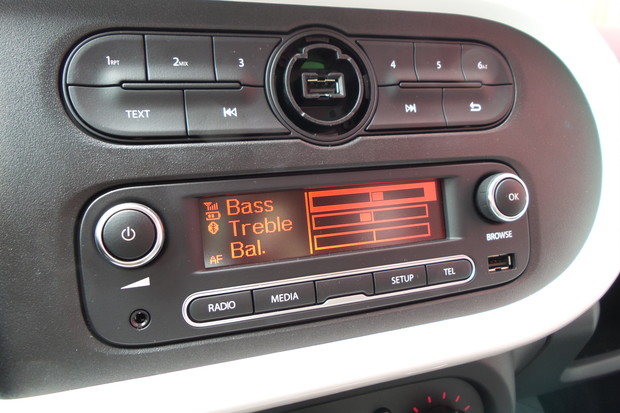 1RPT 2MIX 3 4 5 6AZ
TEXT
Bass
Treble
AF Bal.
OK
BROWSE
RADIO MEDIA SETUP TEL